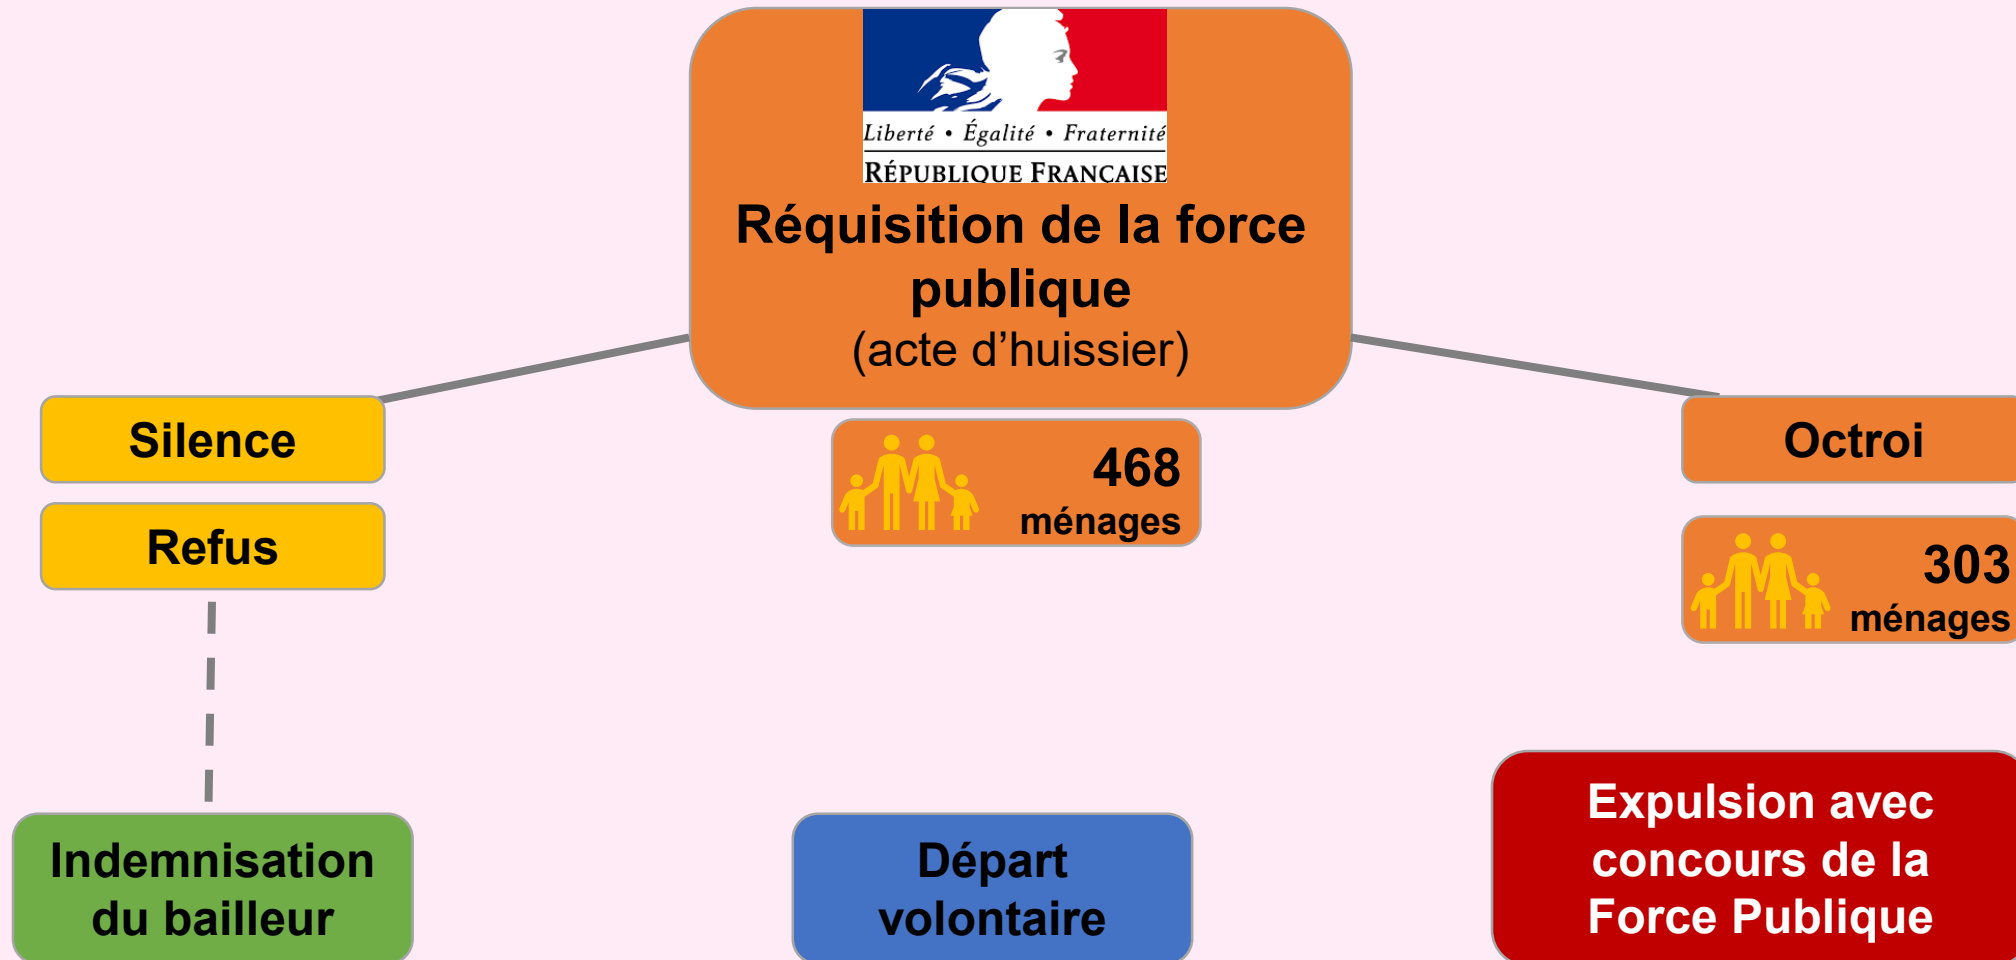 Liberté • Égalité • Fraternité
RÉPUBLIQUE FRANÇAISE
Réquisition de la force
publique
(acte d’huissier)
Silence
Refus
468
ménages
Octroi
303
ménages
Indemnisation
du bailleur
Départ
volontaire
Expulsion avec
concours de la
Force Publique